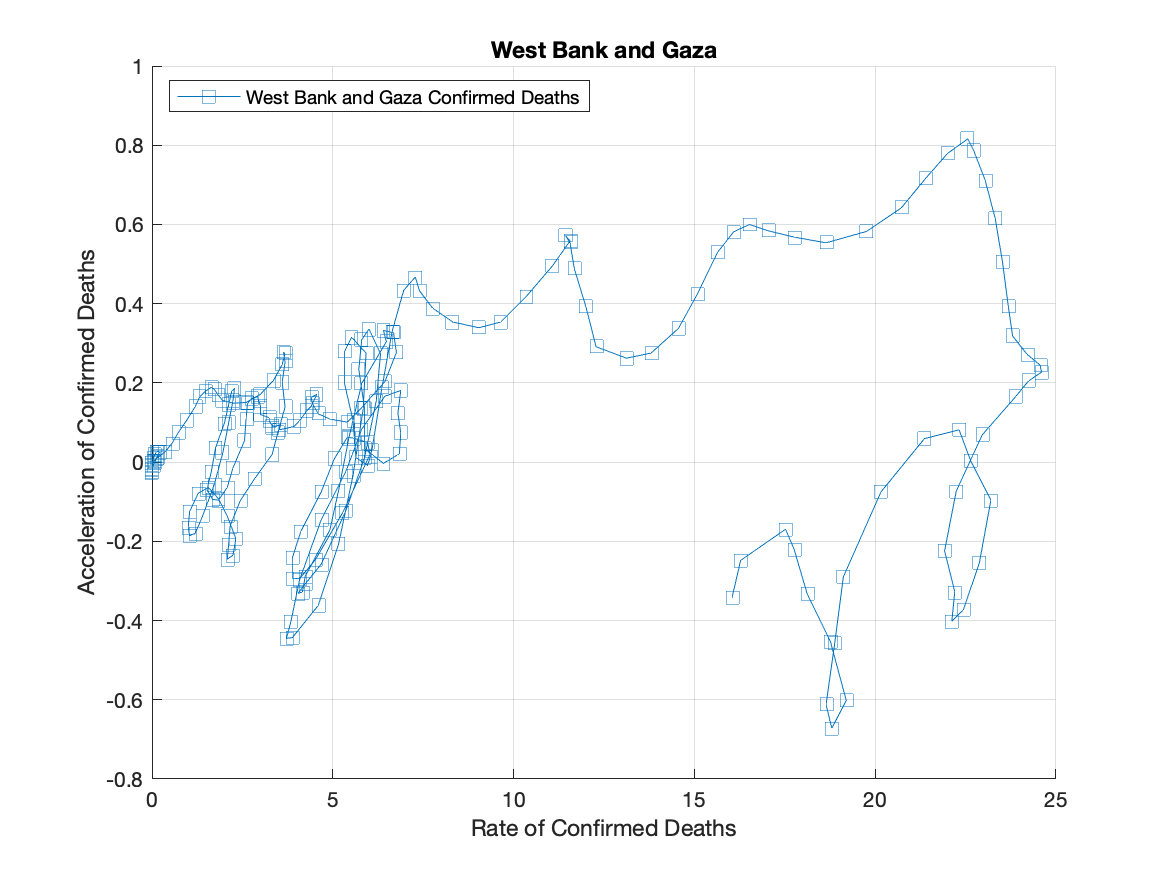 West Bank and Gaza
West Bank and Gaza Confirmed Deaths
1
0.8
0.6
0.4
0.2
0
-0.2
-0.4
-0.6
-0.8
Acceleration of Confirmed Deaths
0 5 10 15 20 25
Rate of Confirmed Deaths